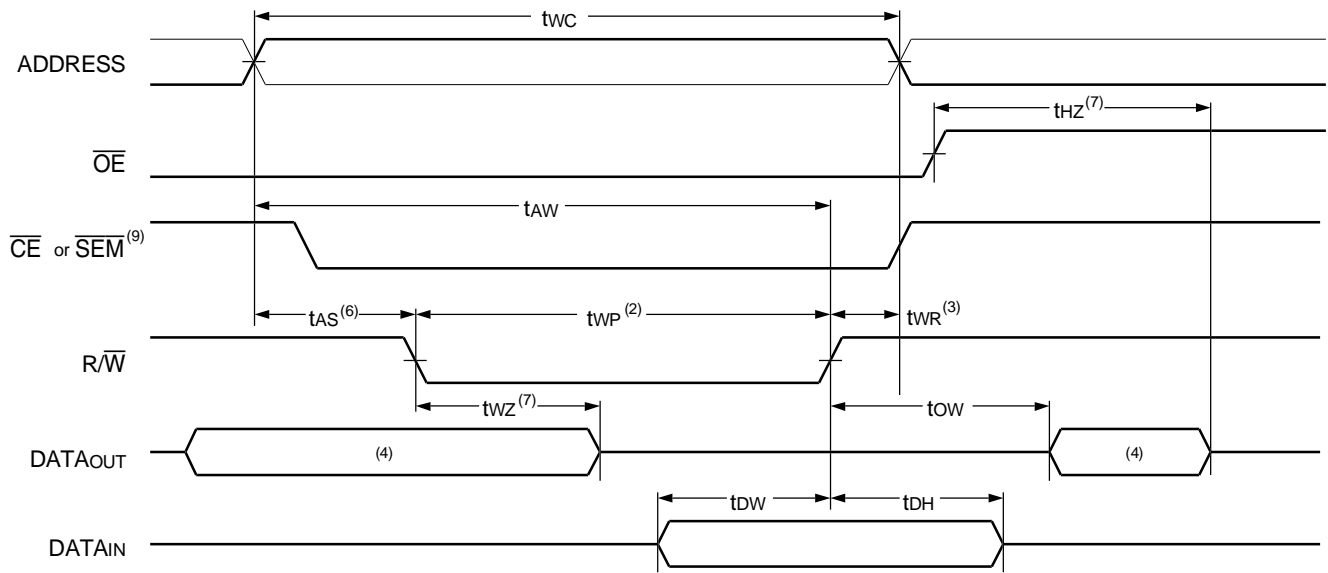 tWC
ADDRESS
tHZ(7)
OE
tAW
CE or SEM(9)
tAS(6) tWP(2) tWR(3)
R/W
tWZ(7) tOW
DATAOUT (4) (4)
tDW tDH
DATAIN